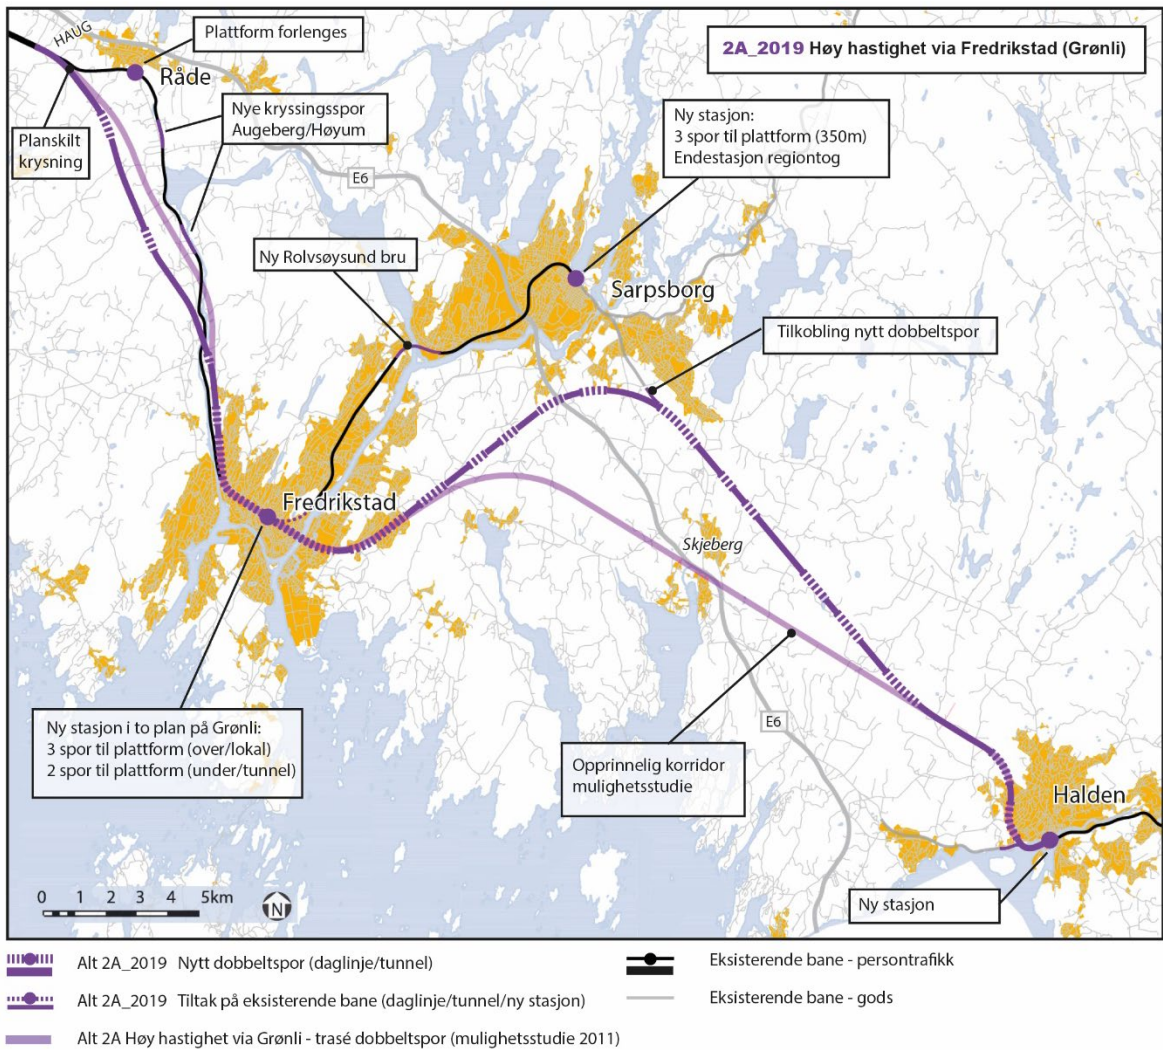 HAUG
Plattform forlenges
2A_2019 Høy hastighet via Fredrikstad (Grønli)
Råde
Nye kryssingsspor
Augeberg/Høyum
Planskilt
krysning
Ny stasjon:
3 spor til plattform (350m)
Endestasjon regiontog
E6
Ny Rolvsøysund bru
Sarpsborg
Tilkobling nytt dobbeltspor
Fredrikstad
Skjeberg
Ny stasjon i to plan på Grønli:
3 spor til plattform (over/lokal)
2 spor til plattform (under/tunnel)
E6
Opprinnelig korridor
mulighetsstudie
Halden
Ny stasjon
0 1 2 3 4 5km
N
Alt 2A_2019 Nytt dobbeltspor (daglinje/tunnel)
Eksisterende bane - persontrafikk
Alt 2A_2019 Tiltak på eksisterende bane (daglinje/tunnel/ny stasjon)
Eksisterende bane - gods
Alt 2A Høy hastighet via Grønli - trasé dobbeltspor (mulighetsstudie 2011)